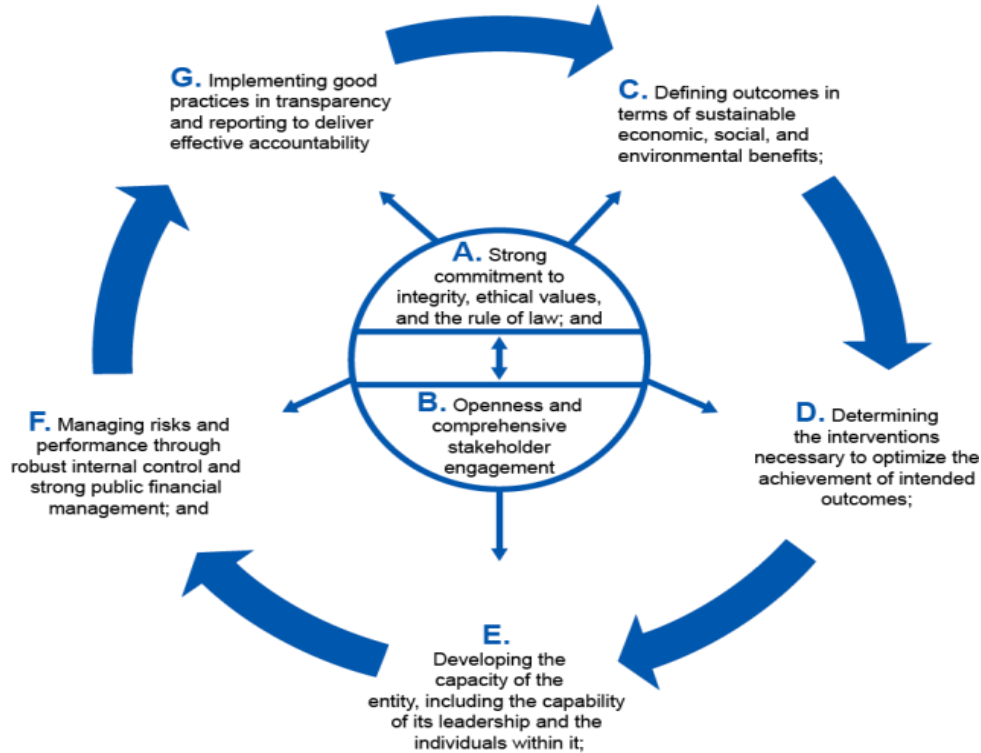 G. Implementing good
practices in transparency
and reporting to deliver
effective accountability
C. Defining outcomes in
terms of sustainable
economic, social, and
environmental benefits;
A. Strong
commitment to
integrity, ethical values,
and the rule of law; and
B. Openness and
comprehensive
stakeholder
engagement
F. Managing risks and
performance through
robust internal control and
strong public financial
management; and
D. Determining
the interventions
necessary to optimize the
achievement of intended
outcomes;
E.
Developing the
capacity of the
entity, including the capability
of its leadership and the
individuals within it;